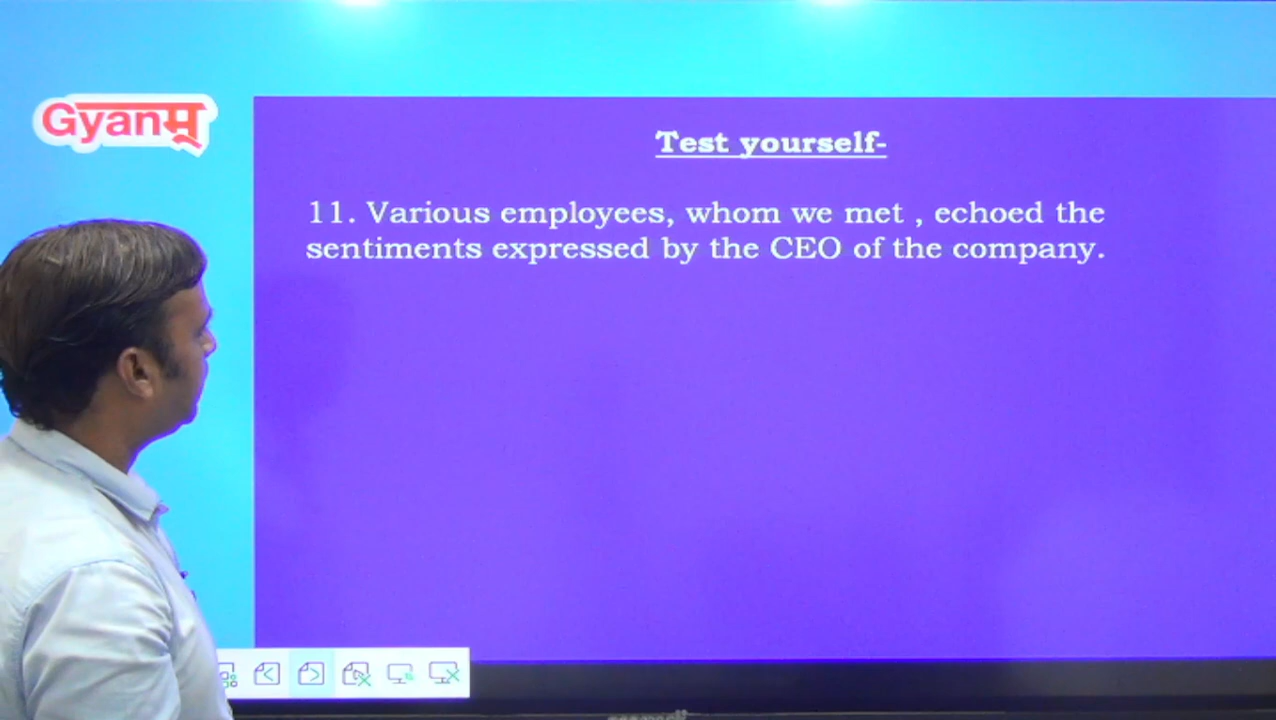 Gyanम्
Test yourself-
11. Various employees, whom we met , echoed the
sentiments expressed by the CEO of the company.